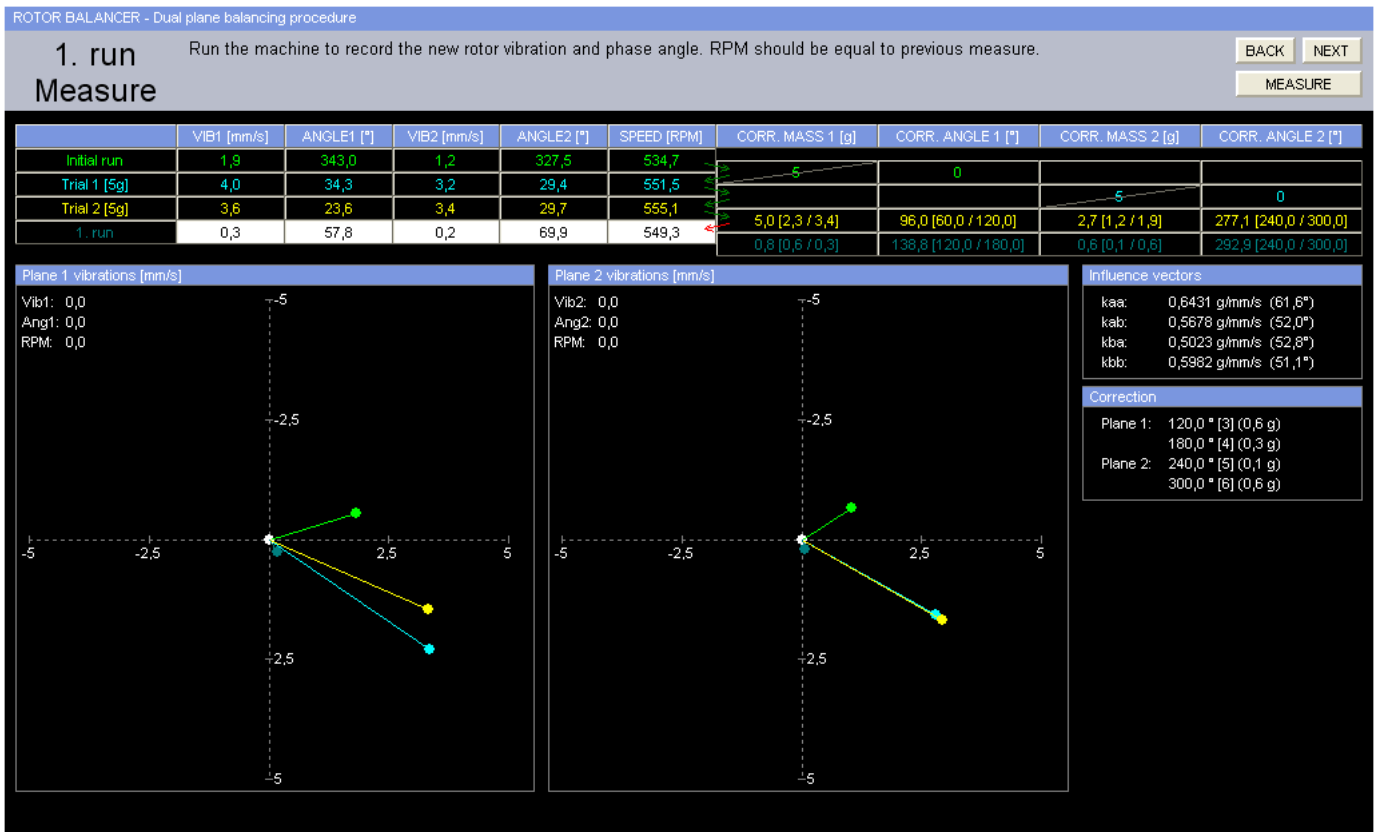 ROTOR BALANCER - Dual plane balancing procedure
1. run
Measure
Run the machine to record the new rotor vibration and phase angle. RPM should be equal to previous measure.
BACK NEXT
MEASURE
VIB1 [mm/s] ANGLE1 [°] VIB2 [mm/s] ANGLE2 [°] SPEED [RPM] CORR. MASS 1 [g] CORR. ANGLE 1 [°] CORR. MASS 2 [g] CORR. ANGLE 2 [°]
Initial run 1,9 343,0 1,2 327,5 534,7
5 0
Trial 1 [5g] 4,0 34,3 3,2 29,4 551,5
5 0
Trial 2 [5g] 3,6 23,6 3,4 29,7 555,1
5,0 [2,3 / 3,4] 96,0 [60,0 / 120,0] 2,7 [1,2 / 1,9] 277,1 [240,0 / 300,0]
1. run 0,3 57,8 0,2 69,9 549,3
0,8 [0,6 / 0,3] 138,8 [120,0 / 180,0] 0,6 [0,1 / 0,6] 292,9 [240,0 / 300,0]
Plane 1 vibrations [mm/s]
Vib1: 0,0
Ang1: 0,0
RPM: 0,0
-5
-2,5
-5 -2,5 2,5 5
2,5
5
Plane 2 vibrations [mm/s]
Vib2: 0,0
Ang2: 0,0
RPM: 0,0
-5
-2,5
-5 -2,5 2,5 5
2,5
5
Influence vectors
kaa: 0,6431 g/mm/s (61,6°)
kab: 0,5678 g/mm/s (52,0°)
kba: 0,5023 g/mm/s (52,8°)
kbb: 0,5982 g/mm/s (51,1°)
Correction
Plane 1: 120,0 ° [3] (0,6 g)
180,0 ° [4] (0,3 g)
Plane 2: 240,0 ° [5] (0,1 g)
300,0 ° [6] (0,6 g)